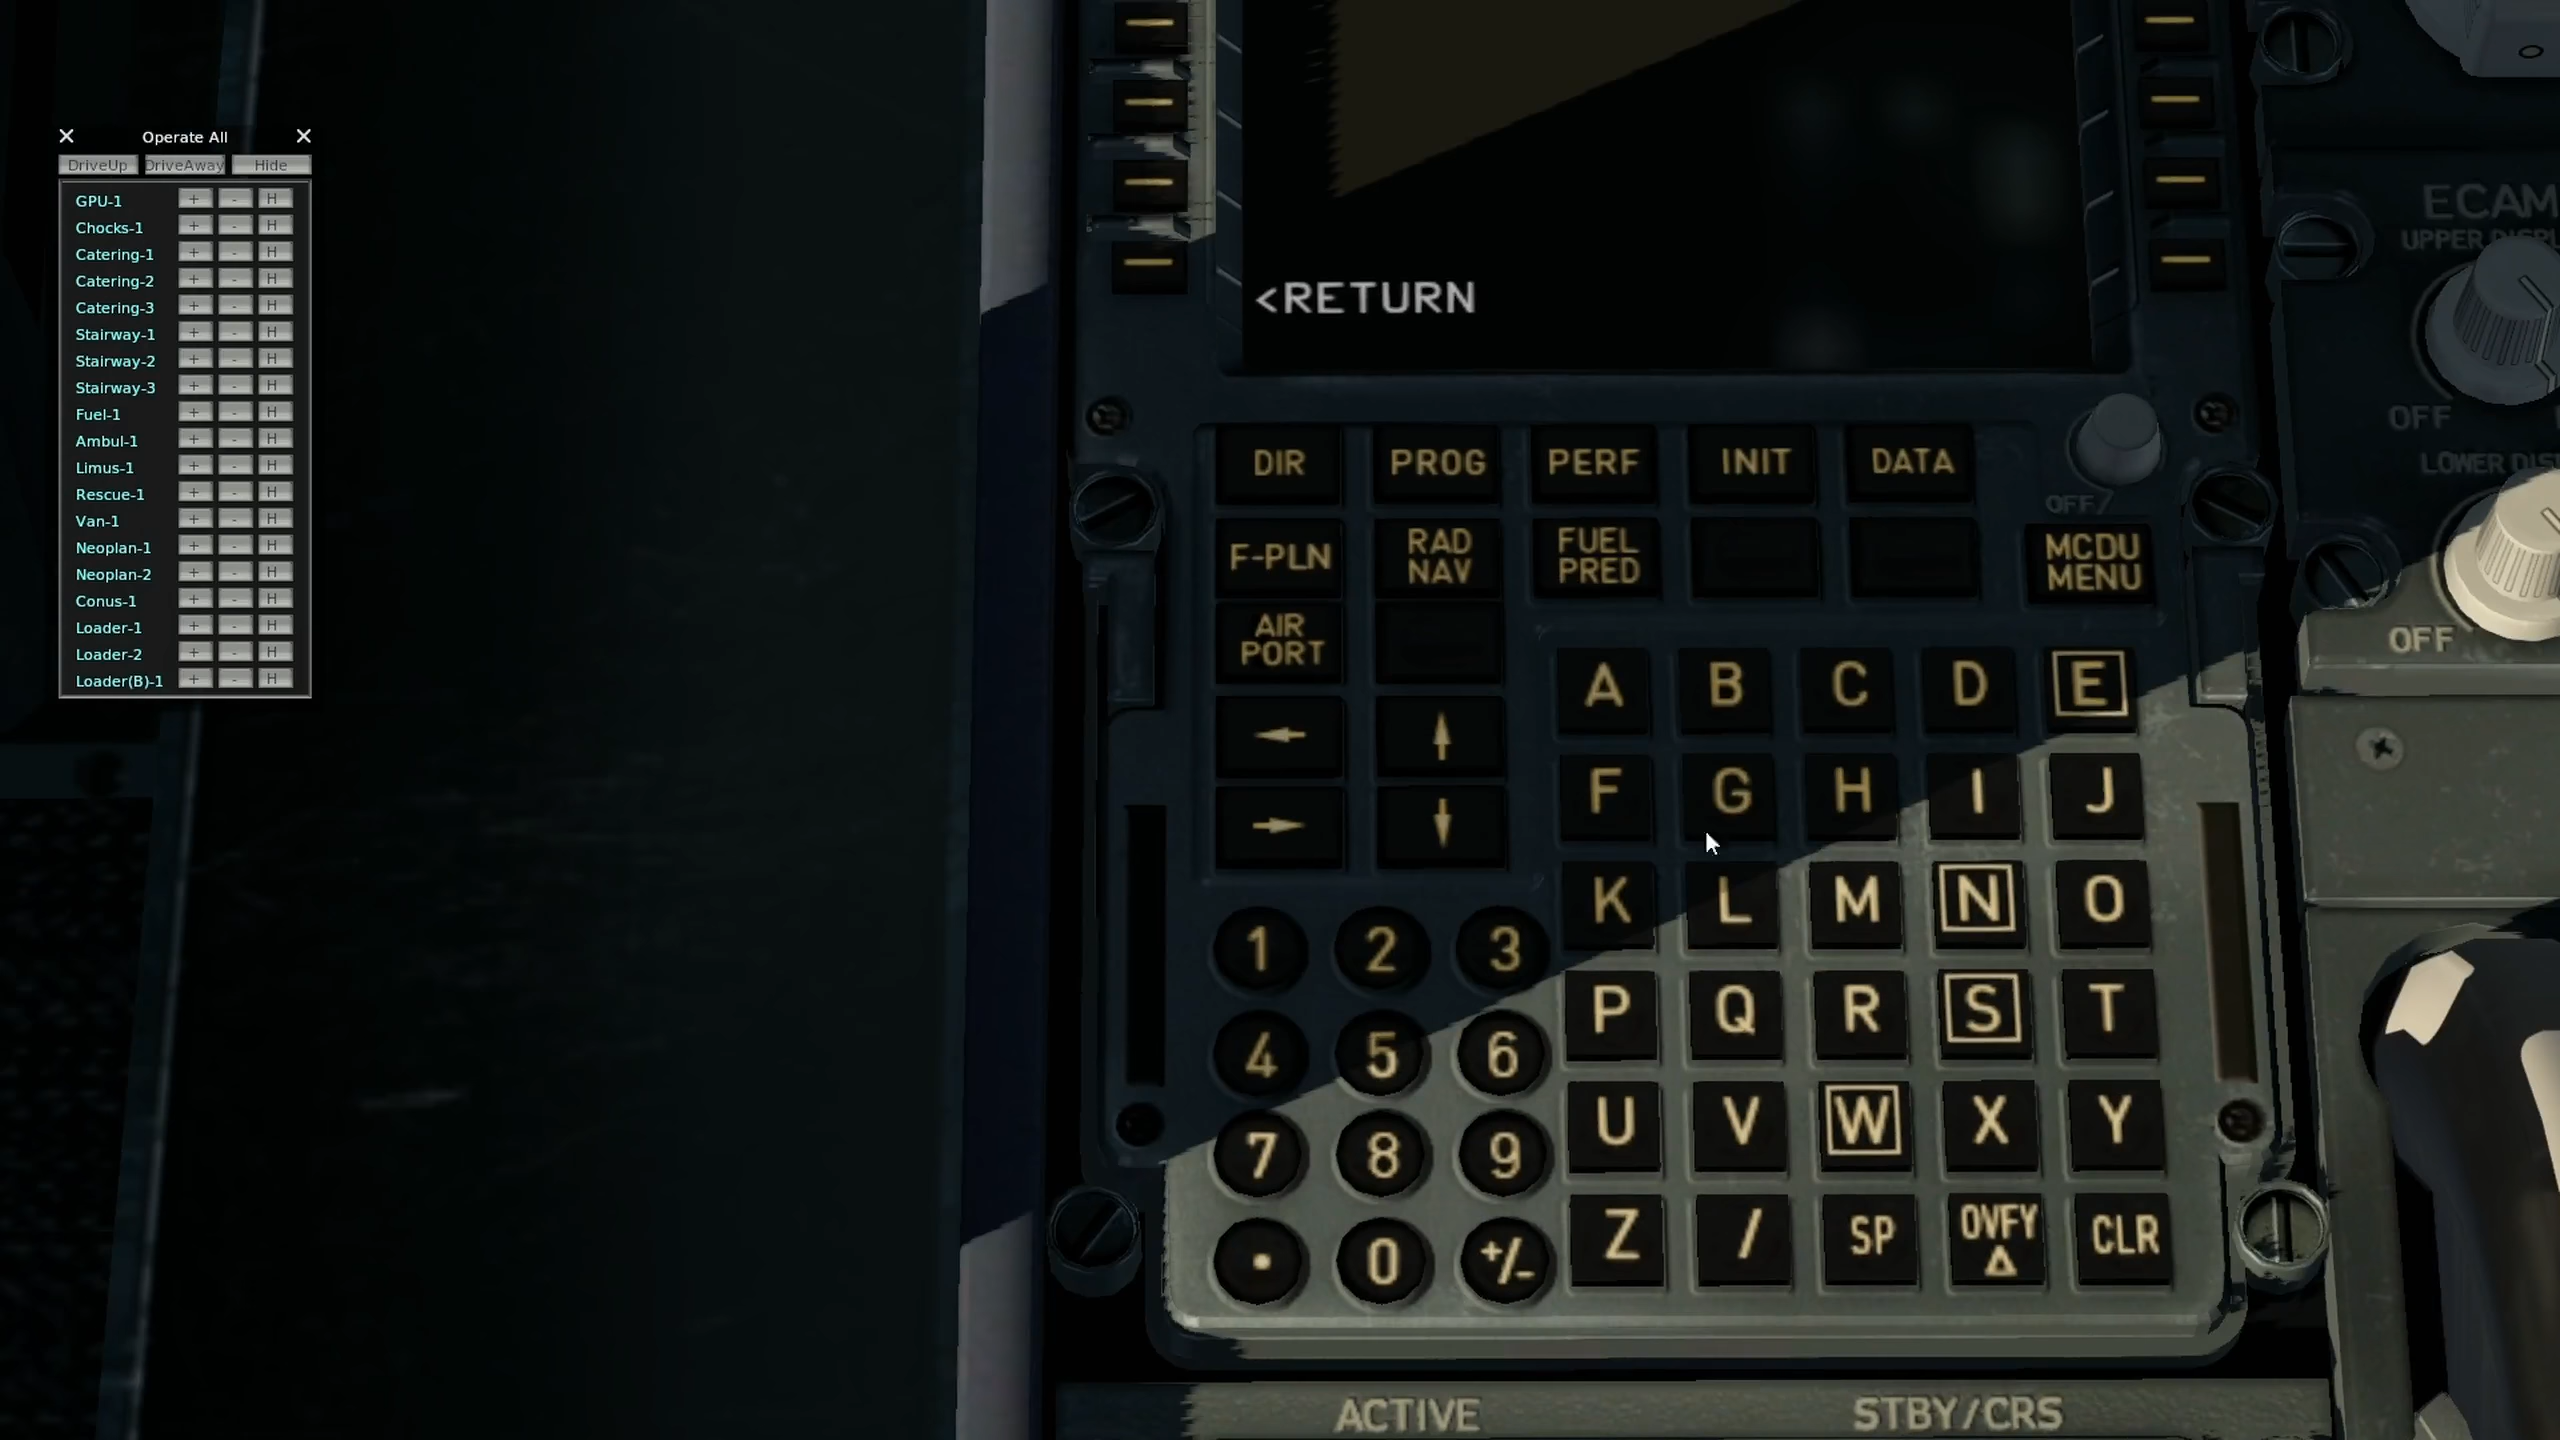 Operate All
DriveUp DriveAway Hide
GPU-1 + - H
Chocks-1 + - H
Catering-1 + - H
Catering-2 + - H
Catering-3 + - H
Stairway-1 + - H
Stairway-2 + - H
Stairway-3 + - H
Fuel-1 + - H
Ambul-1 + - H
Limus-1 + - H
Rescue-1 + - H
Van-1 + - H
Neoplan-1 + - H
Neoplan-2 + - H
Conus-1 + - H
Loader-1 + - H
Loader-2 + - H
Loader(B)-1 + - H
<RETURN
DIR PROG PERF INIT DATA
OFF/
F-PLN RAD NAV FUEL PRED MCDU MENU
AIR PORT
A B C D E
F G H I J
K L M N O
P Q R S T
U V W X Y
Z / SP OVFY Δ CLR
1 2 3
4 5 6
7 8 9
. 0 +/-
ECAM
UPPER
OFF
LOWER
OFF
ACTIVE STBY/CRS